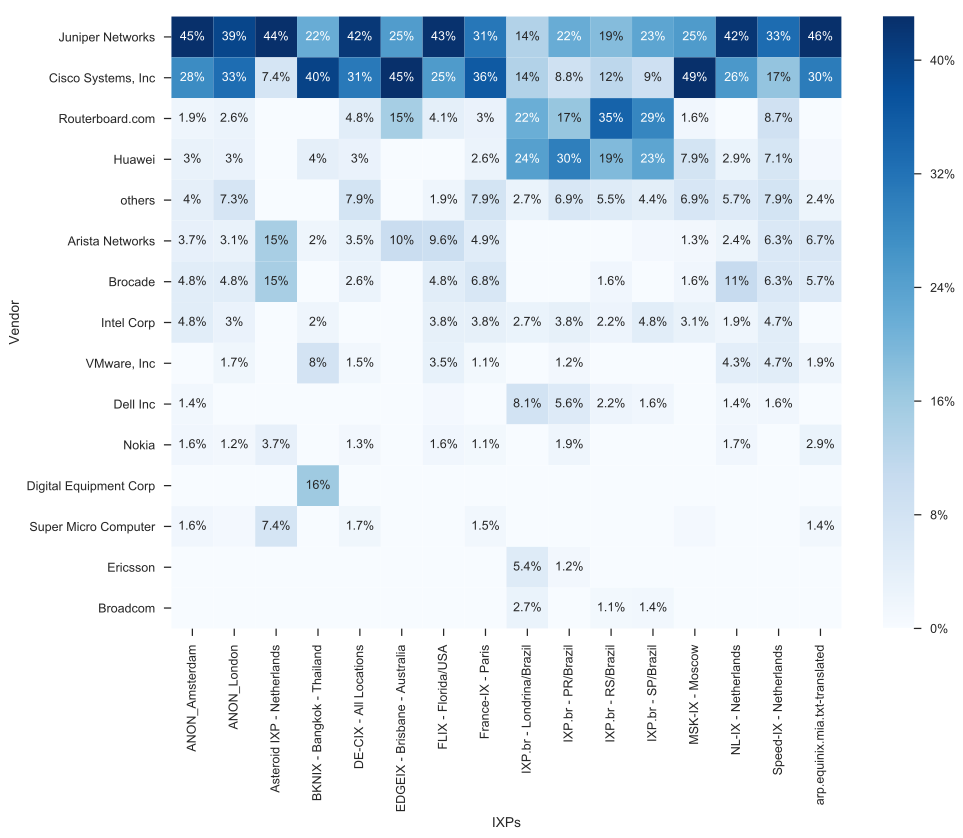 Vendor
Juniper Networks 45% 39% 44% 22% 42% 25% 43% 31% 14% 22% 19% 23% 25% 42% 33% 46%
Cisco Systems, Inc 28% 33% 7.4% 40% 31% 45% 25% 36% 14% 8.8% 12% 9% 49% 26% 17% 30%
Routerboard.com 1.9% 2.6% 4.8% 15% 4.1% 3% 22% 17% 35% 29% 1.6% 8.7%
Huawei 3% 3% 4% 3% 2.6% 24% 30% 19% 23% 7.9% 2.9% 7.1%
others 4% 7.3% 7.9% 1.9% 7.9% 2.7% 6.9% 5.5% 4.4% 6.9% 5.7% 7.9% 2.4%
Arista Networks 3.7% 3.1% 15% 2% 3.5% 10% 9.6% 4.9% 1.3% 2.4% 6.3% 6.7%
Brocade 4.8% 4.8% 15% 2.6% 4.8% 6.8% 1.6% 1.6% 11% 6.3% 5.7%
Intel Corp 4.8% 3% 2% 3.8% 3.8% 2.7% 3.8% 2.2% 4.8% 3.1% 1.9% 4.7%
VMware, Inc 1.7% 8% 1.5% 3.5% 1.1% 1.2% 4.3% 4.7% 1.9%
Dell Inc 1.4% 8.1% 5.6% 2.2% 1.6% 1.4% 1.6%
Nokia 1.6% 1.2% 3.7% 1.3% 1.6% 1.1% 1.9% 1.7% 2.9%
Digital Equipment Corp 16%
Super Micro Computer 1.6% 7.4% 1.7% 1.5% 1.4%
Ericsson 5.4% 1.2%
Broadcom 2.7% 1.1% 1.4%
ANON_Amsterdam
ANON_London
Asteroid IXP - Netherlands
BKNIX - Bangkok - Thailand
DE-CIX - All Locations
EDGEIX - Brisbane - Australia
FLIX - Florida/USA
France-IX - Paris
IXP.br - Londrina/Brazil
IXP.br - PR/Brazil
IXP.br - RS/Brazil
IXP.br - SP/Brazil
MSK-IX - Moscow
NL-IX - Netherlands
Speed-IX - Netherlands
arp.equinix.mia.txt-translated
IXPs
40%
32%
24%
16%
8%
0%